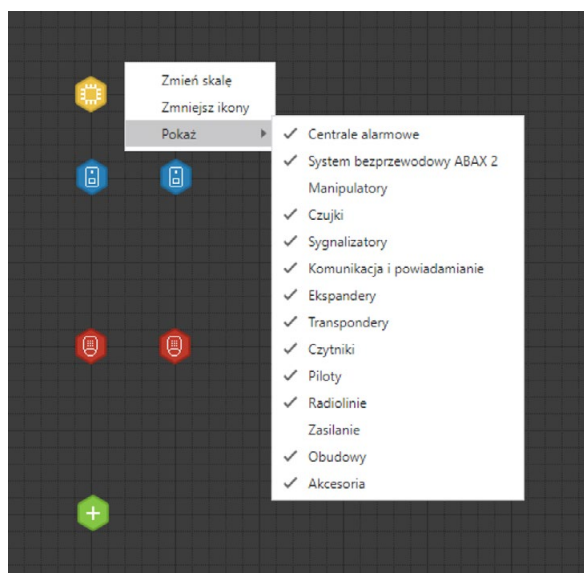 Zmień skalę
Zmniejsz ikony
Pokaż
Centrale alarmowe
System bezprzewodowy ABAX 2
Manipulatory
Czujki
Sygnalizatory
Komunikacja i powiadamianie
Ekspandery
Transpondery
Czytniki
Piloty
Radiolinie
Zasilanie
Obudowy
Akcesoria